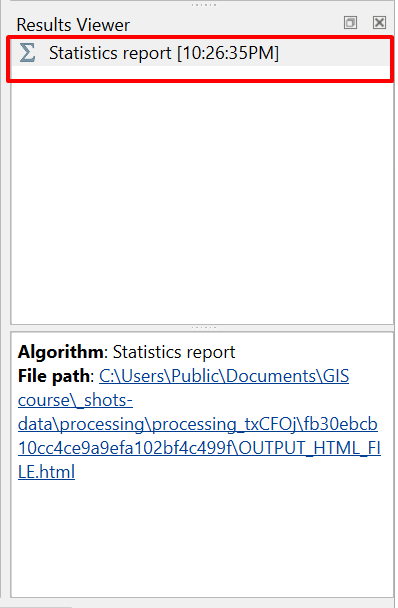 Results Viewer
Statistics report [10:26:35PM]
Algorithm: Statistics report
File path: C:\Users\Public\Documents\GIS
course\_shots-
data\processing\processing_txCFOj\fb30ebcb
10cc4ce9a9efa102bf4c499f\OUTPUT_HTML_FI
LE.html